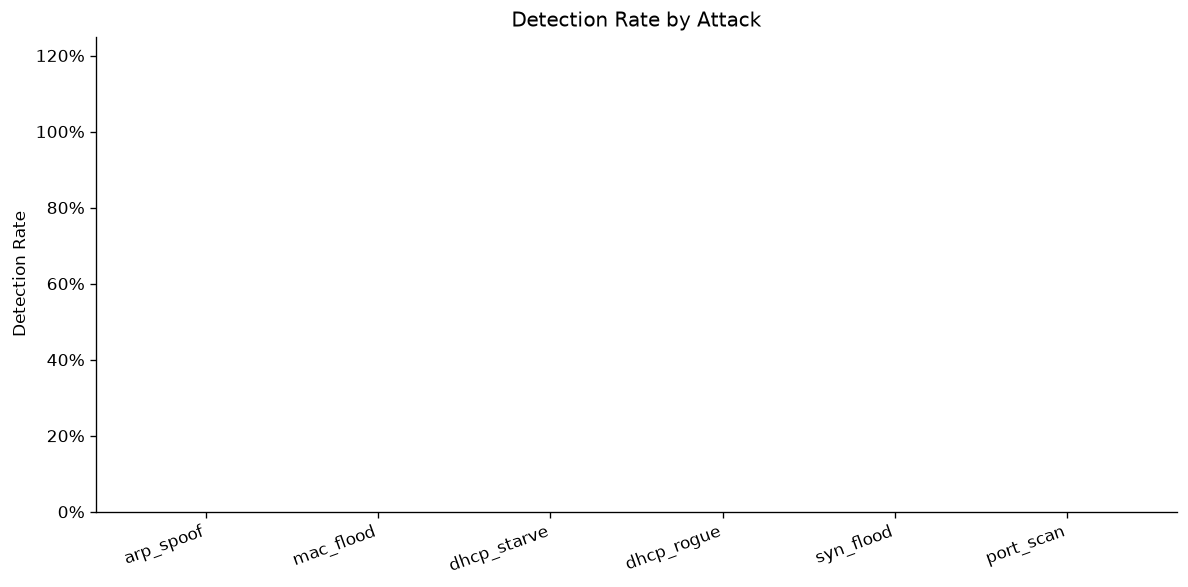 Detection Rate by Attack
Detection Rate
120%
100%
80%
60%
40%
20%
0%
arp_spoof
mac_flood
dhcp_starve
dhcp_rogue
syn_flood
port_scan